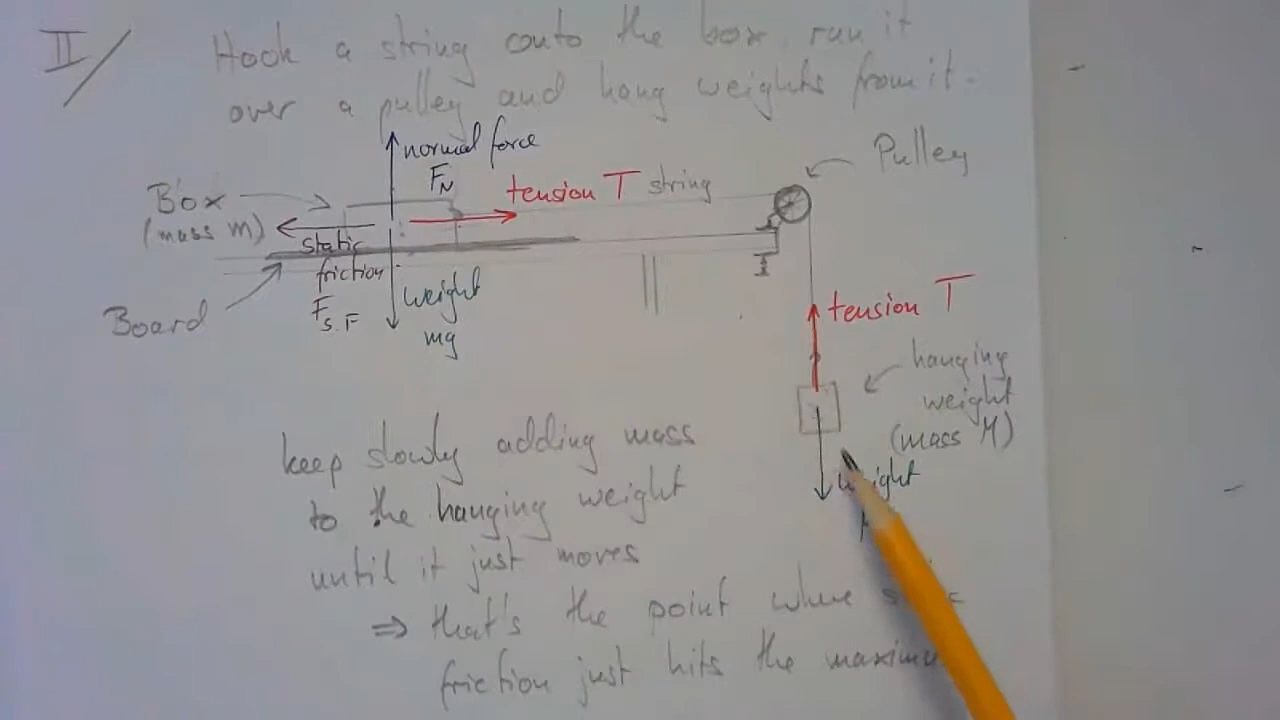 II/
Hook a string onto the box, run it
over a pulley and hang weights from it.
normal force
F_N
Pulley
Box
(mass m)
tension T string
static
friction
F_S.F
weight
mg
Board
tension T
hanging
weight
(mass M)
keep slowly adding mass
to the hanging weight
until it just moves
⇒ that's the point where
friction just hits the